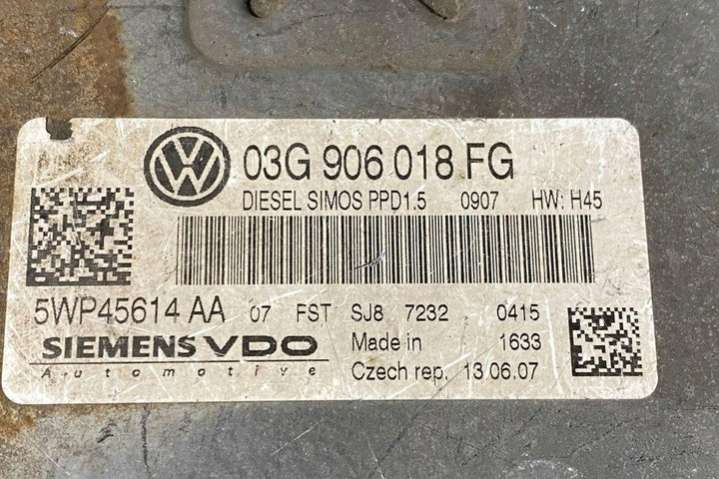 03G 906 018 FG
DIESEL SIMOS PPD1.5 0907 HW: H45
5WP45614 AA 07 FST SJ8 7232 0415
SIEMENS VDO Made in 1633
Automotive Czech rep. 13.06.07